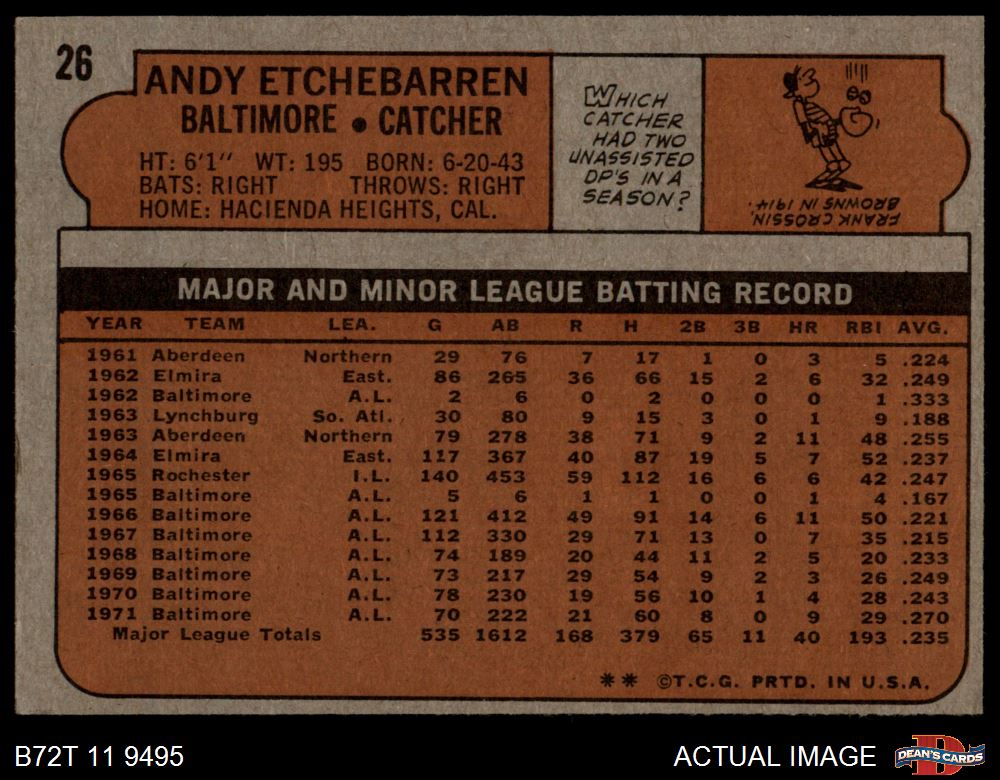 26
ANDY ETCHEBARREN
BALTIMORE • CATCHER
HT: 6'1" WT: 195 BORN: 6-20-43
BATS: RIGHT THROWS: RIGHT
HOME: HACIENDA HEIGHTS, CAL.
WHICH
CATCHER
HAD TWO
UNASSISTED
DP'S IN A
SEASON?
FRANK CROSSIN,
BROWNS IN 1914.
MAJOR AND MINOR LEAGUE BATTING RECORD
YEAR TEAM LEA. G AB R H 2B 3B HR RBI AVG.
1961 Aberdeen Northern 29 76 7 17 1 0 3 5 .224
1962 Elmira East. 86 265 36 66 15 2 6 32 .249
1962 Baltimore A.L. 2 6 0 2 0 0 0 1 .333
1963 Lynchburg So. Atl. 30 80 9 15 3 0 1 9 .188
1963 Aberdeen Northern 79 278 38 71 9 2 11 48 .255
1964 Elmira East. 117 367 40 87 19 5 7 52 .237
1965 Rochester I.L. 140 453 59 112 16 6 6 42 .247
1965 Baltimore A.L. 5 6 1 1 0 0 1 4 .167
1966 Baltimore A.L. 121 412 49 91 14 6 11 50 .221
1967 Baltimore A.L. 112 330 29 71 13 0 7 35 .215
1968 Baltimore A.L. 74 189 20 44 11 2 5 20 .233
1969 Baltimore A.L. 73 217 29 54 9 2 3 26 .249
1970 Baltimore A.L. 78 230 19 56 10 1 4 28 .243
1971 Baltimore A.L. 70 222 21 60 8 0 9 29 .270
Major League Totals 535 1612 168 379 65 11 40 193 .235
** ©T.C.G. PRTD. IN U.S.A.
B72T 11 9495
ACTUAL IMAGE
D
DEAN'S CARDS